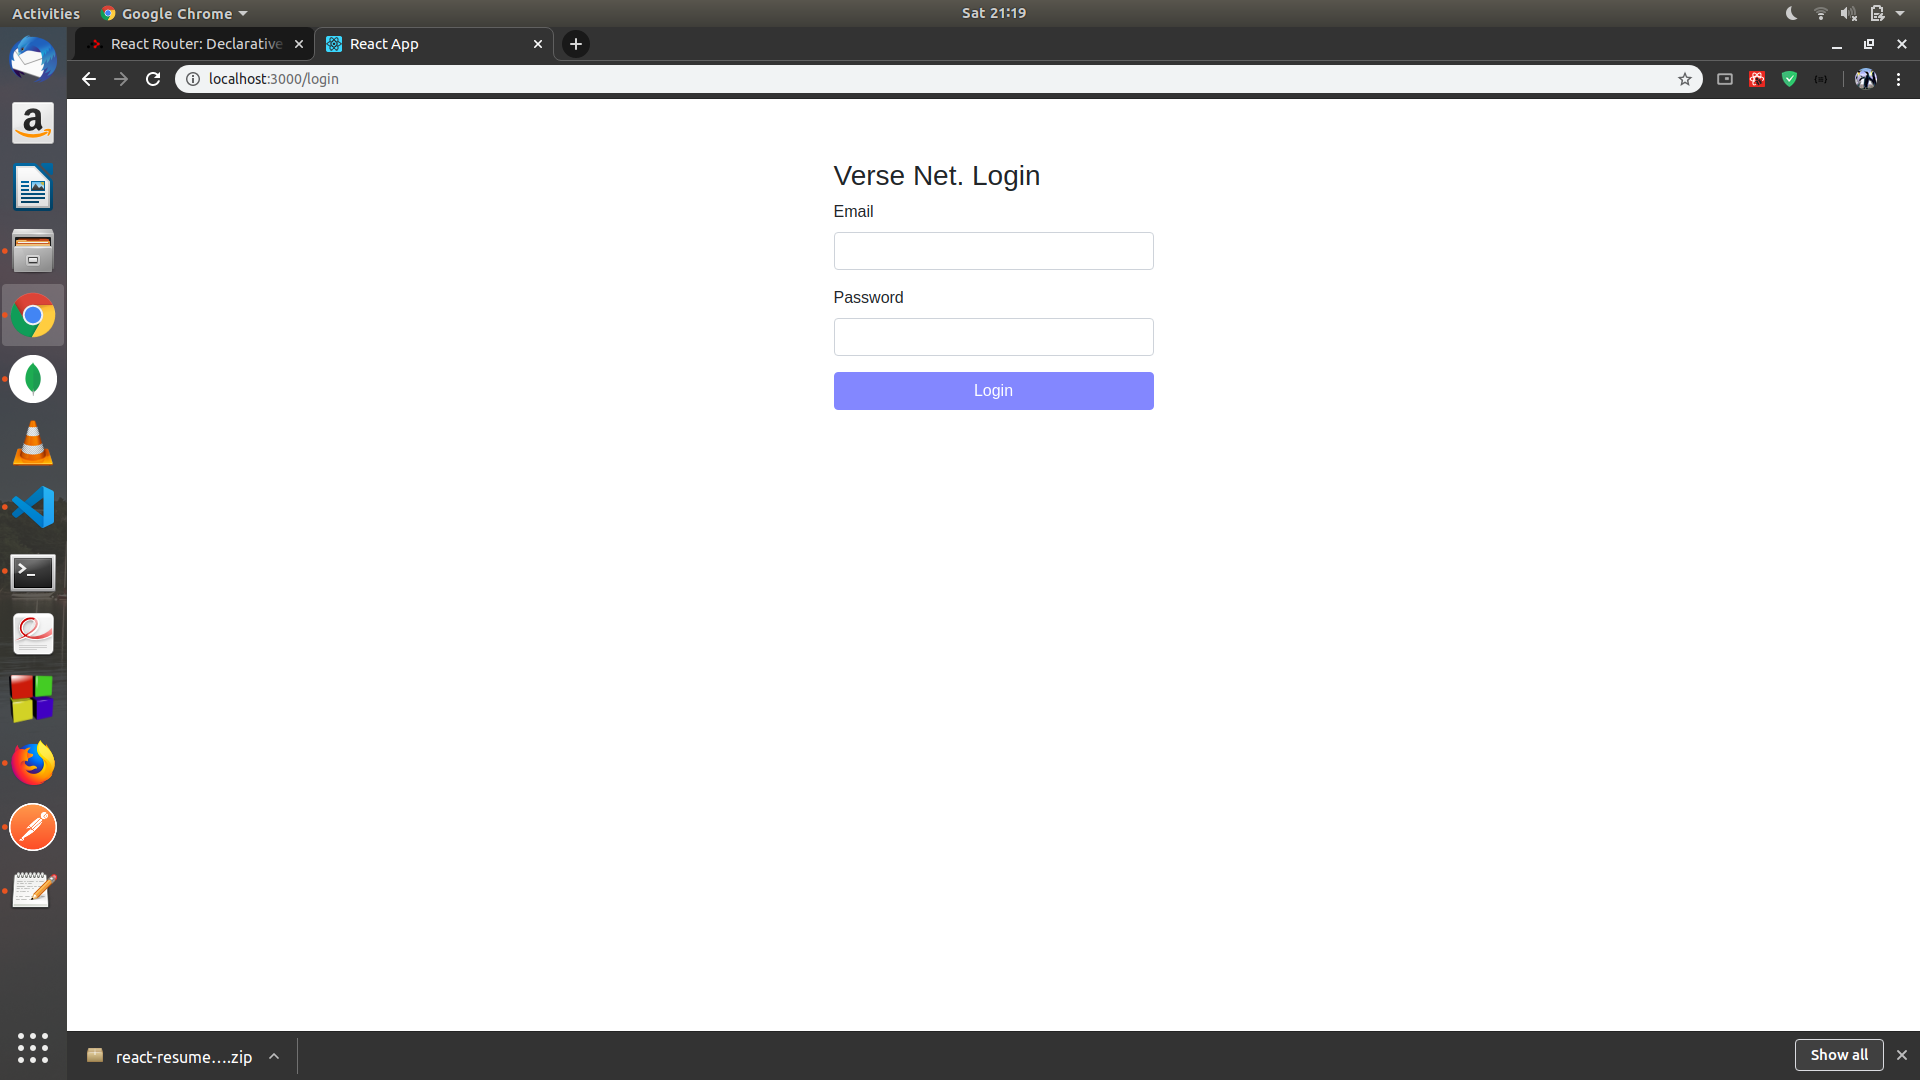 Activities
Google Chrome
Sat 21:19
React Router: Declarative
React App
localhost:3000/login
Verse Net. Login
Email
Password
Login
react-resume....zip
Show all